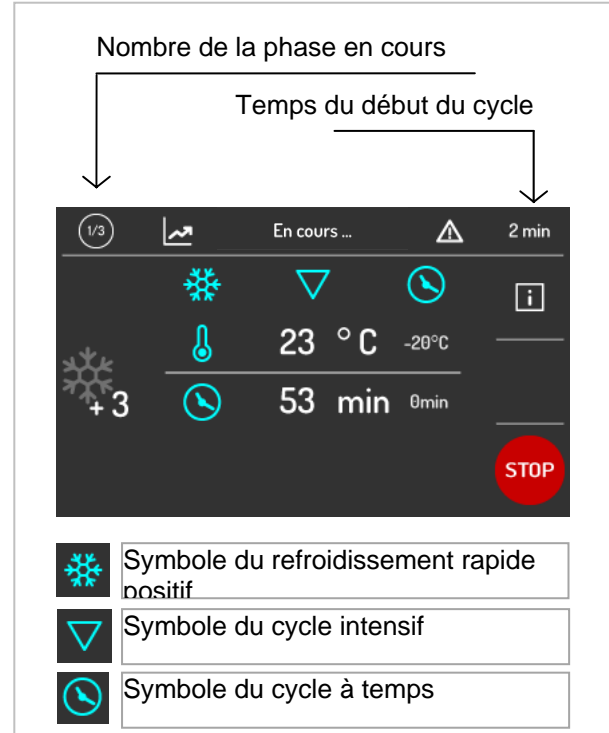 Nombre de la phase en cours
Temps du début du cycle
1/3 En cours ... 2 min
i
23 °C -20°C
+3
53 min 0min
STOP
Symbole du refroidissement rapide
positif
Symbole du cycle intensif
Symbole du cycle à temps